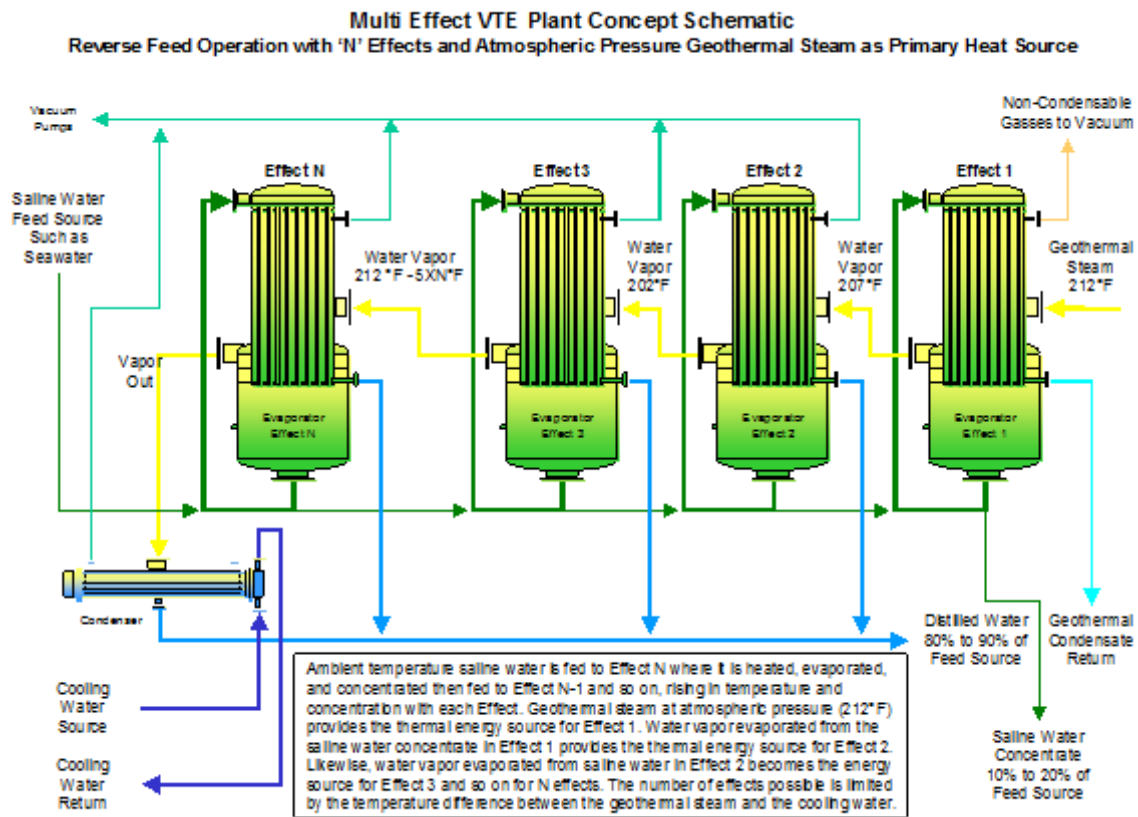 Multi Effect VTE Plant Concept Schematic
Reverse Feed Operation with 'N' Effects and Atmospheric Pressure Geothermal Steam as Primary Heat Source
Vacuum
Pumps
Non-Condensable
Gasses to Vacuum
Effect N
Effect 3
Effect 2
Effect 1
Saline Water
Feed Source
Such as
Seawater
Water Vapor
212 °F -5XN°F
Water
Vapor
202°F
Water
Vapor
207°F
Geothermal
Steam
212°F
Vapor
Out
Evaporator
Effect N
Evaporator
Effect 3
Evaporator
Effect 2
Evaporator
Effect 1
Condenser
Distilled Water
80% to 90% of
Feed Source
Geothermal
Condensate
Return
Cooling
Water
Source
Cooling
Water
Return
Ambient temperature saline water is fed to Effect N where it is heated, evaporated,
and concentrated then fed to Effect N-1 and so on, rising in temperature and
concentration with each Effect. Geothermal steam at atmospheric pressure (212°F)
provides the thermal energy source for Effect 1. Water vapor evaporated from the
saline water concentrate in Effect 1 provides the thermal energy source for Effect 2.
Likewise, water vapor evaporated from saline water in Effect 2 becomes the energy
source for Effect 3 and so on for N effects. The number of effects possible is limited
by the temperature difference between the geothermal steam and the cooling water.
Saline Water
Concentrate
10% to 20% of
Feed Source